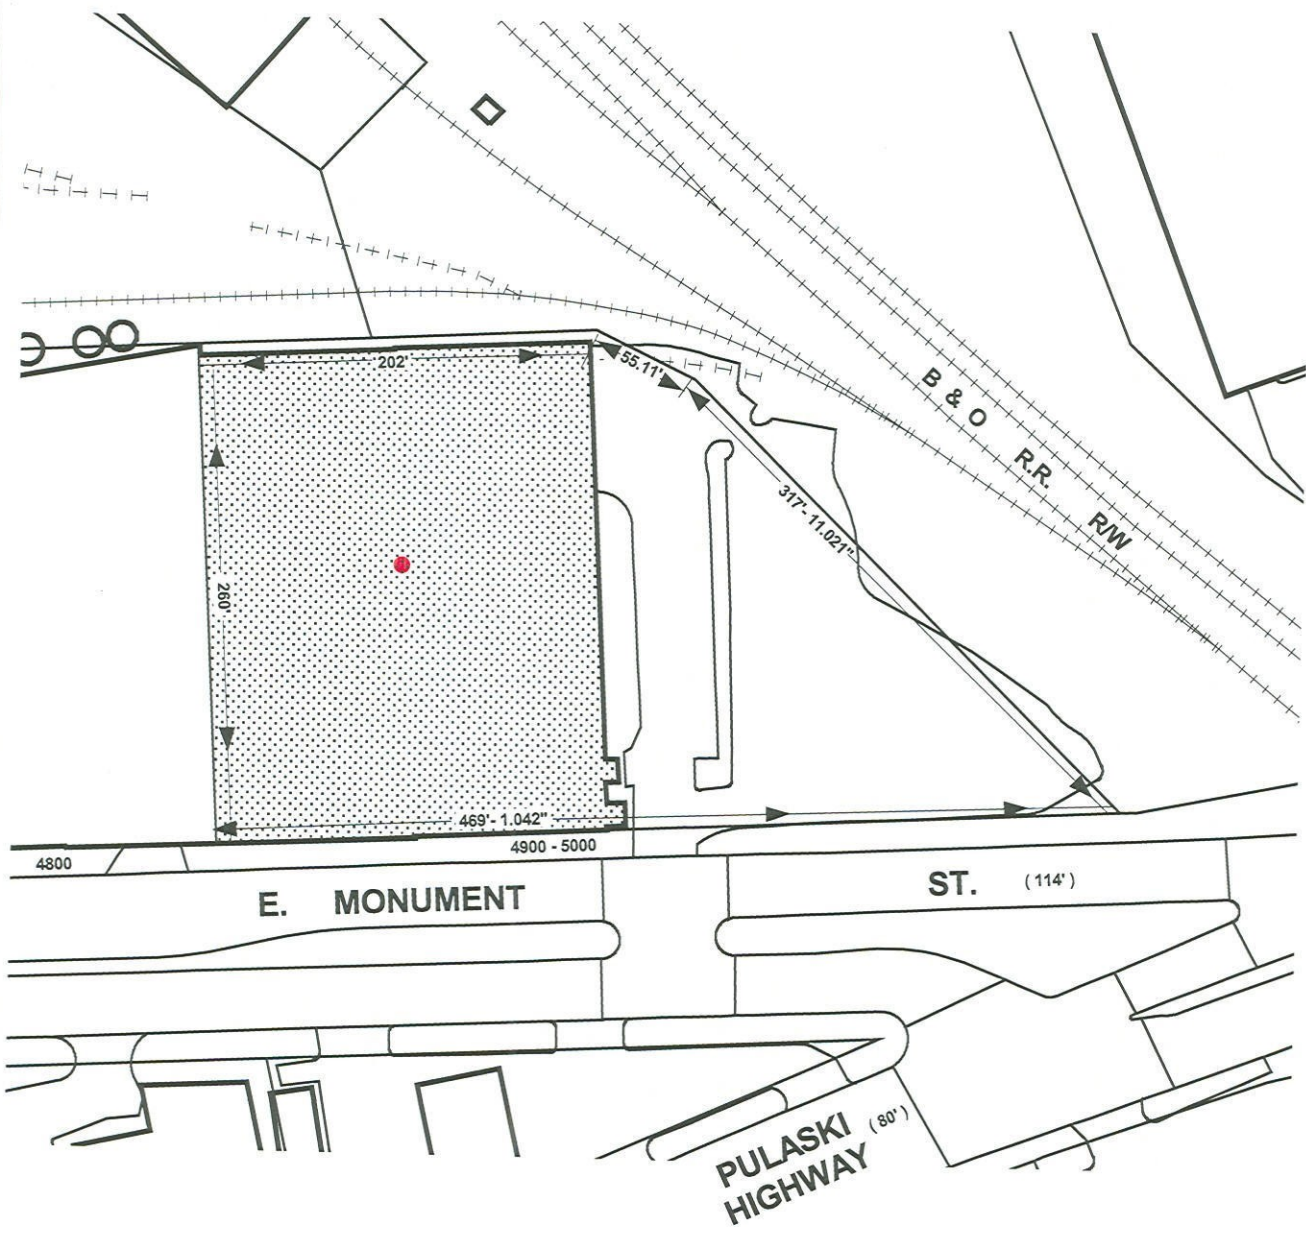 202'
55.11'
B & O R.R. R/W
317'- 11.021"
260'
469'- 1.042"
4900 - 5000
4800
E. MONUMENT ST. ( 114' )
PULASKI ( 80' )
HIGHWAY